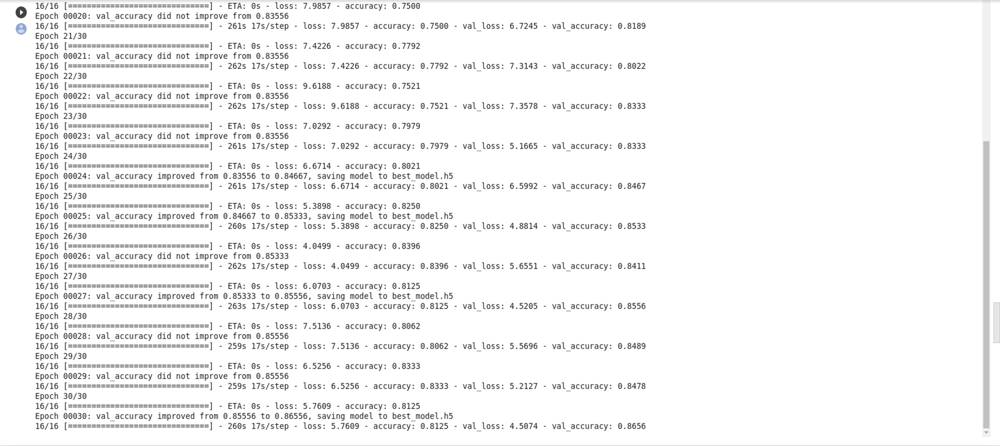 16/16 [==============================] - ETA: 0s - loss: 7.9857 - accuracy: 0.7500
Epoch 00020: val_accuracy did not improve from 0.83556
16/16 [==============================] - 261s 17s/step - loss: 7.9857 - accuracy: 0.7500 - val_loss: 6.7245 - val_accuracy: 0.8189
Epoch 21/30
16/16 [==============================] - ETA: 0s - loss: 7.4226 - accuracy: 0.7792
Epoch 00021: val_accuracy did not improve from 0.83556
16/16 [==============================] - 262s 17s/step - loss: 7.4226 - accuracy: 0.7792 - val_loss: 7.3143 - val_accuracy: 0.8022
Epoch 22/30
16/16 [==============================] - ETA: 0s - loss: 9.6188 - accuracy: 0.7521
Epoch 00022: val_accuracy did not improve from 0.83556
16/16 [==============================] - 262s 17s/step - loss: 9.6188 - accuracy: 0.7521 - val_loss: 7.3578 - val_accuracy: 0.8333
Epoch 23/30
16/16 [==============================] - ETA: 0s - loss: 7.0292 - accuracy: 0.7979
Epoch 00023: val_accuracy did not improve from 0.83556
16/16 [==============================] - 261s 17s/step - loss: 7.0292 - accuracy: 0.7979 - val_loss: 5.1665 - val_accuracy: 0.8333
Epoch 24/30
16/16 [==============================] - ETA: 0s - loss: 6.6714 - accuracy: 0.8021
Epoch 00024: val_accuracy improved from 0.83556 to 0.84667, saving model to best_model.h5
16/16 [==============================] - 261s 17s/step - loss: 6.6714 - accuracy: 0.8021 - val_loss: 6.5992 - val_accuracy: 0.8467
Epoch 25/30
16/16 [==============================] - ETA: 0s - loss: 5.3898 - accuracy: 0.8250
Epoch 00025: val_accuracy improved from 0.84667 to 0.85333, saving model to best_model.h5
16/16 [==============================] - 260s 17s/step - loss: 5.3898 - accuracy: 0.8250 - val_loss: 4.8814 - val_accuracy: 0.8533
Epoch 26/30
16/16 [==============================] - ETA: 0s - loss: 4.0499 - accuracy: 0.8396
Epoch 00026: val_accuracy did not improve from 0.85333
16/16 [==============================] - 262s 17s/step - loss: 4.0499 - accuracy: 0.8396 - val_loss: 5.6551 - val_accuracy: 0.8411
Epoch 27/30
16/16 [==============================] - ETA: 0s - loss: 6.0703 - accuracy: 0.8125
Epoch 00027: val_accuracy improved from 0.85333 to 0.85556, saving model to best_model.h5
16/16 [==============================] - 263s 17s/step - loss: 6.0703 - accuracy: 0.8125 - val_loss: 4.5205 - val_accuracy: 0.8556
Epoch 28/30
16/16 [==============================] - ETA: 0s - loss: 7.5136 - accuracy: 0.8062
Epoch 00028: val_accuracy did not improve from 0.85556
16/16 [==============================] - 259s 17s/step - loss: 7.5136 - accuracy: 0.8062 - val_loss: 5.5696 - val_accuracy: 0.8489
Epoch 29/30
16/16 [==============================] - ETA: 0s - loss: 6.5256 - accuracy: 0.8333
Epoch 00029: val_accuracy did not improve from 0.85556
16/16 [==============================] - 259s 17s/step - loss: 6.5256 - accuracy: 0.8333 - val_loss: 5.2127 - val_accuracy: 0.8478
Epoch 30/30
16/16 [==============================] - ETA: 0s - loss: 5.7609 - accuracy: 0.8125
Epoch 00030: val_accuracy improved from 0.85556 to 0.86556, saving model to best_model.h5
16/16 [==============================] - 260s 17s/step - loss: 5.7609 - accuracy: 0.8125 - val_loss: 4.5074 - val_accuracy: 0.8656